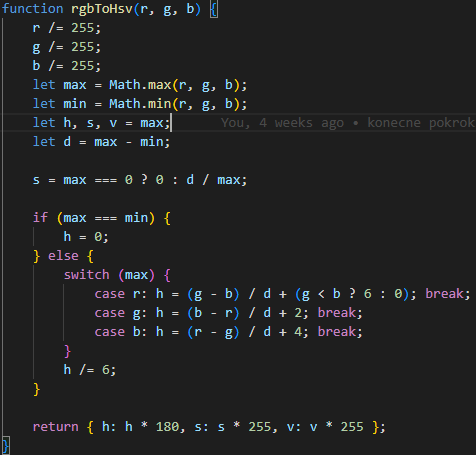 function rgbToHsv(r, g, b) {
    r /= 255;
    g /= 255;
    b /= 255;
    let max = Math.max(r, g, b);
    let min = Math.min(r, g, b);
    let h, s, v = max;    You, 4 weeks ago • konecne pokrok
    let d = max - min;

    s = max === 0 ? 0 : d / max;

    if (max === min) {
        h = 0;
    } else {
        switch (max) {
            case r: h = (g - b) / d + (g < b ? 6 : 0); break;
            case g: h = (b - r) / d + 2; break;
            case b: h = (r - g) / d + 4; break;
        }
        h /= 6;
    }

    return { h: h * 180, s: s * 255, v: v * 255 };
}